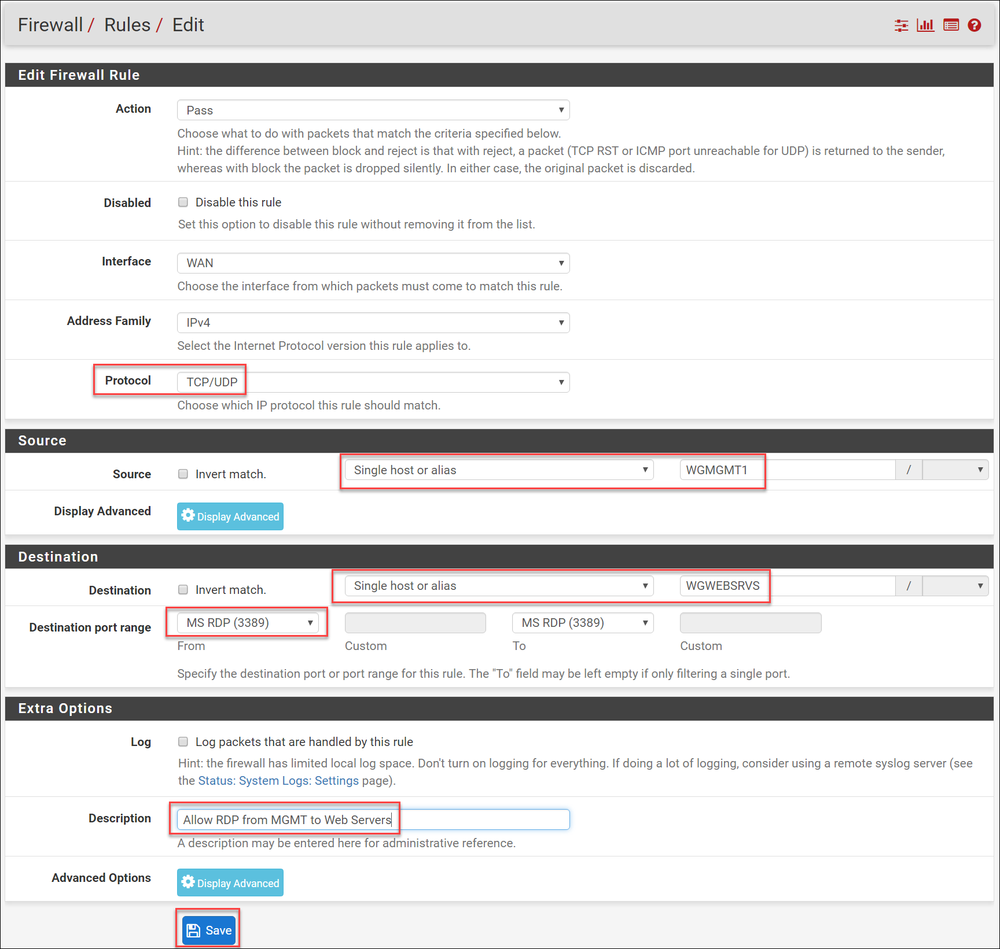 Firewall / Rules / Edit
Edit Firewall Rule
Action
Pass
Choose what to do with packets that match the criteria specified below.
Hint: the difference between block and reject is that with reject, a packet (TCP RST or ICMP port unreachable for UDP) is returned to the sender,
whereas with block the packet is dropped silently. In either case, the original packet is discarded.
Disabled
Disable this rule
Set this option to disable this rule without removing it from the list.
Interface
WAN
Choose the interface from which packets must come to match this rule.
Address Family
IPv4
Select the Internet Protocol version this rule applies to.
Protocol
TCP/UDP
Choose which IP protocol this rule should match.
Source
Source
Invert match.
Single host or alias
WGMGMT1
/
Display Advanced
Display Advanced
Destination
Destination
Invert match.
Single host or alias
WGWEBSRVS
/
Destination port range
MS RDP (3389)
MS RDP (3389)
From
Custom
To
Custom
Specify the destination port or port range for this rule. The "To" field may be left empty if only filtering a single port.
Extra Options
Log
Log packets that are handled by this rule
Hint: the firewall has limited local log space. Don't turn on logging for everything. If doing a lot of logging, consider using a remote syslog server (see
the Status: System Logs: Settings page).
Description
Allow RDP from MGMT to Web Servers
A description may be entered here for administrative reference.
Advanced Options
Display Advanced
Save